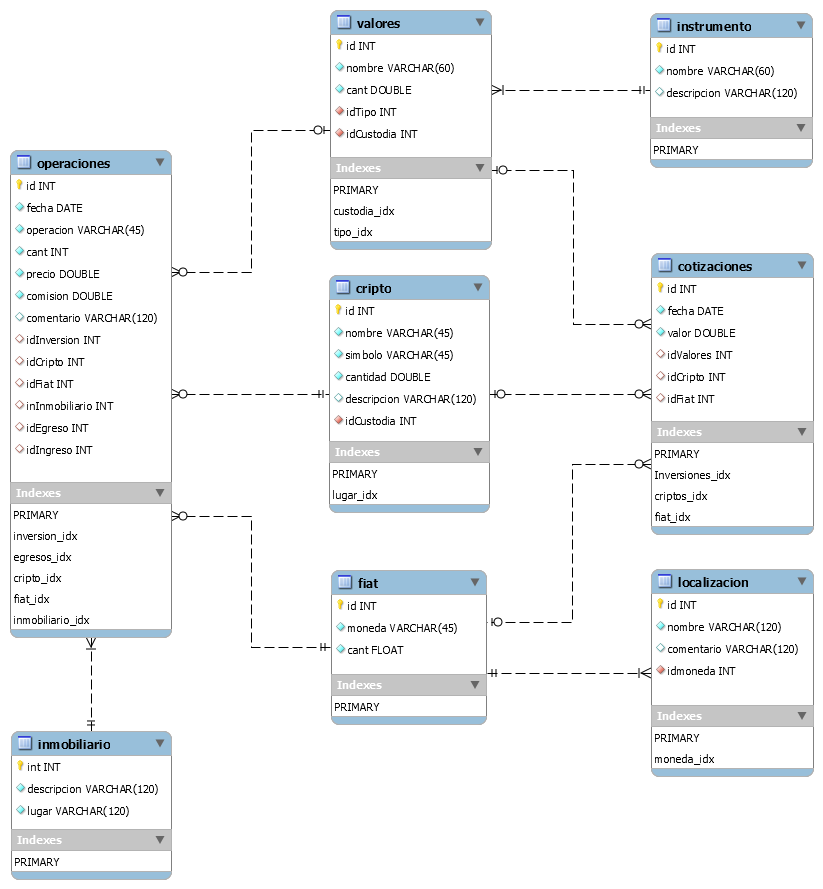 valores
id INT
nombre VARCHAR(60)
cant DOUBLE
idTipo INT
idCustodia INT
Indexes
PRIMARY
custodia_idx
tipo_idx
instrumento
id INT
nombre VARCHAR(60)
descripcion VARCHAR(120)
Indexes
PRIMARY
operaciones
id INT
fecha DATE
operacion VARCHAR(45)
cant INT
precio DOUBLE
comision DOUBLE
comentario VARCHAR(120)
idInversion INT
idCripto INT
idFiat INT
inInmobiliario INT
idEgreso INT
idIngreso INT
Indexes
PRIMARY
inversion_idx
egresos_idx
cripto_idx
fiat_idx
inmobiliario_idx
cripto
id INT
nombre VARCHAR(45)
simbolo VARCHAR(45)
cantidad DOUBLE
descripcion VARCHAR(120)
idCustodia INT
Indexes
PRIMARY
lugar_idx
cotizaciones
id INT
fecha DATE
valor DOUBLE
idValores INT
idCripto INT
idFiat INT
Indexes
PRIMARY
Inversiones_idx
criptos_idx
fiat_idx
fiat
id INT
moneda VARCHAR(45)
cant FLOAT
Indexes
PRIMARY
localizacion
id INT
nombre VARCHAR(120)
comentario VARCHAR(120)
idmoneda INT
Indexes
PRIMARY
moneda_idx
inmobiliario
int INT
descripcion VARCHAR(120)
lugar VARCHAR(120)
Indexes
PRIMARY